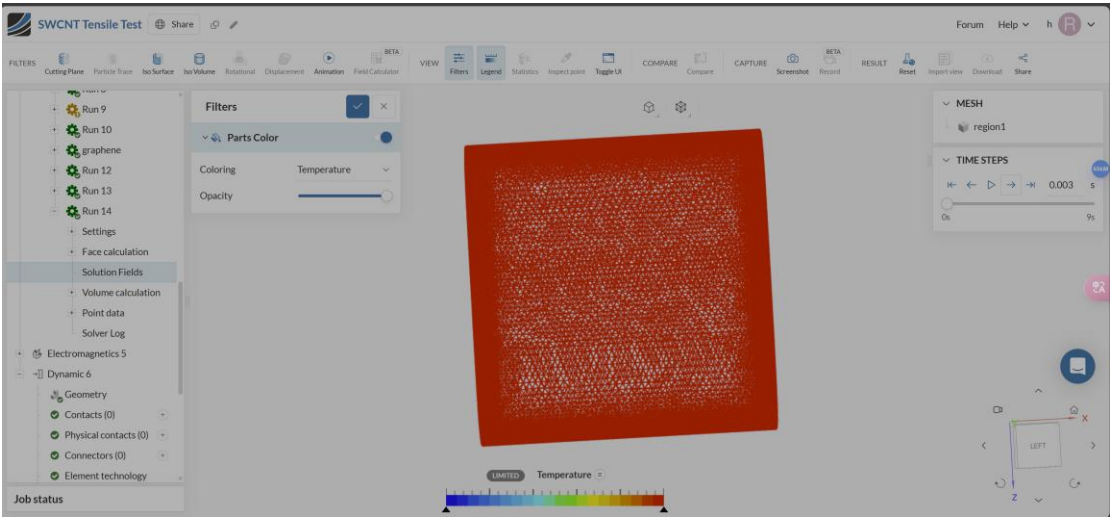 SWCNT Tensile Test Share Forum Help h R
FILTERS Cutting Plane Particle Trace Iso Surface Iso Volume Rotational Displacement Animation BETA Field Calculator VIEW Filters Legend Statistics Inspect point Toggle UI COMPARE Compare CAPTURE Screenshot BETA Record RESULT Reset Import view Download Share
Run 9
Run 10
graphene
Run 12
Run 13
Run 14
Settings
Face calculation
Solution Fields
Volume calculation
Point data
Solver Log
Electromagnetics 5
Dynamic 6
Geometry
Contacts (0)
Physical contacts (0)
Connectors (0)
Element technology
Job status
Filters
Parts Color
Coloring Temperature
Opacity
LIMITED Temperature
MESH
region1
TIME STEPS
0.003 s
0s 9s
LEFT
X
Z